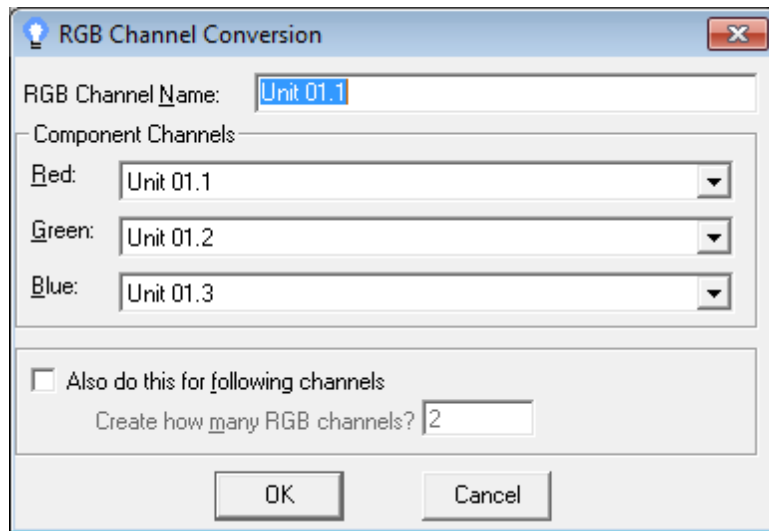 RGB Channel Conversion
RGB Channel Name: Unit 01.1
Component Channels
Red: Unit 01.1
Green: Unit 01.2
Blue: Unit 01.3
Also do this for following channels
Create how many RGB channels? 2
OK Cancel